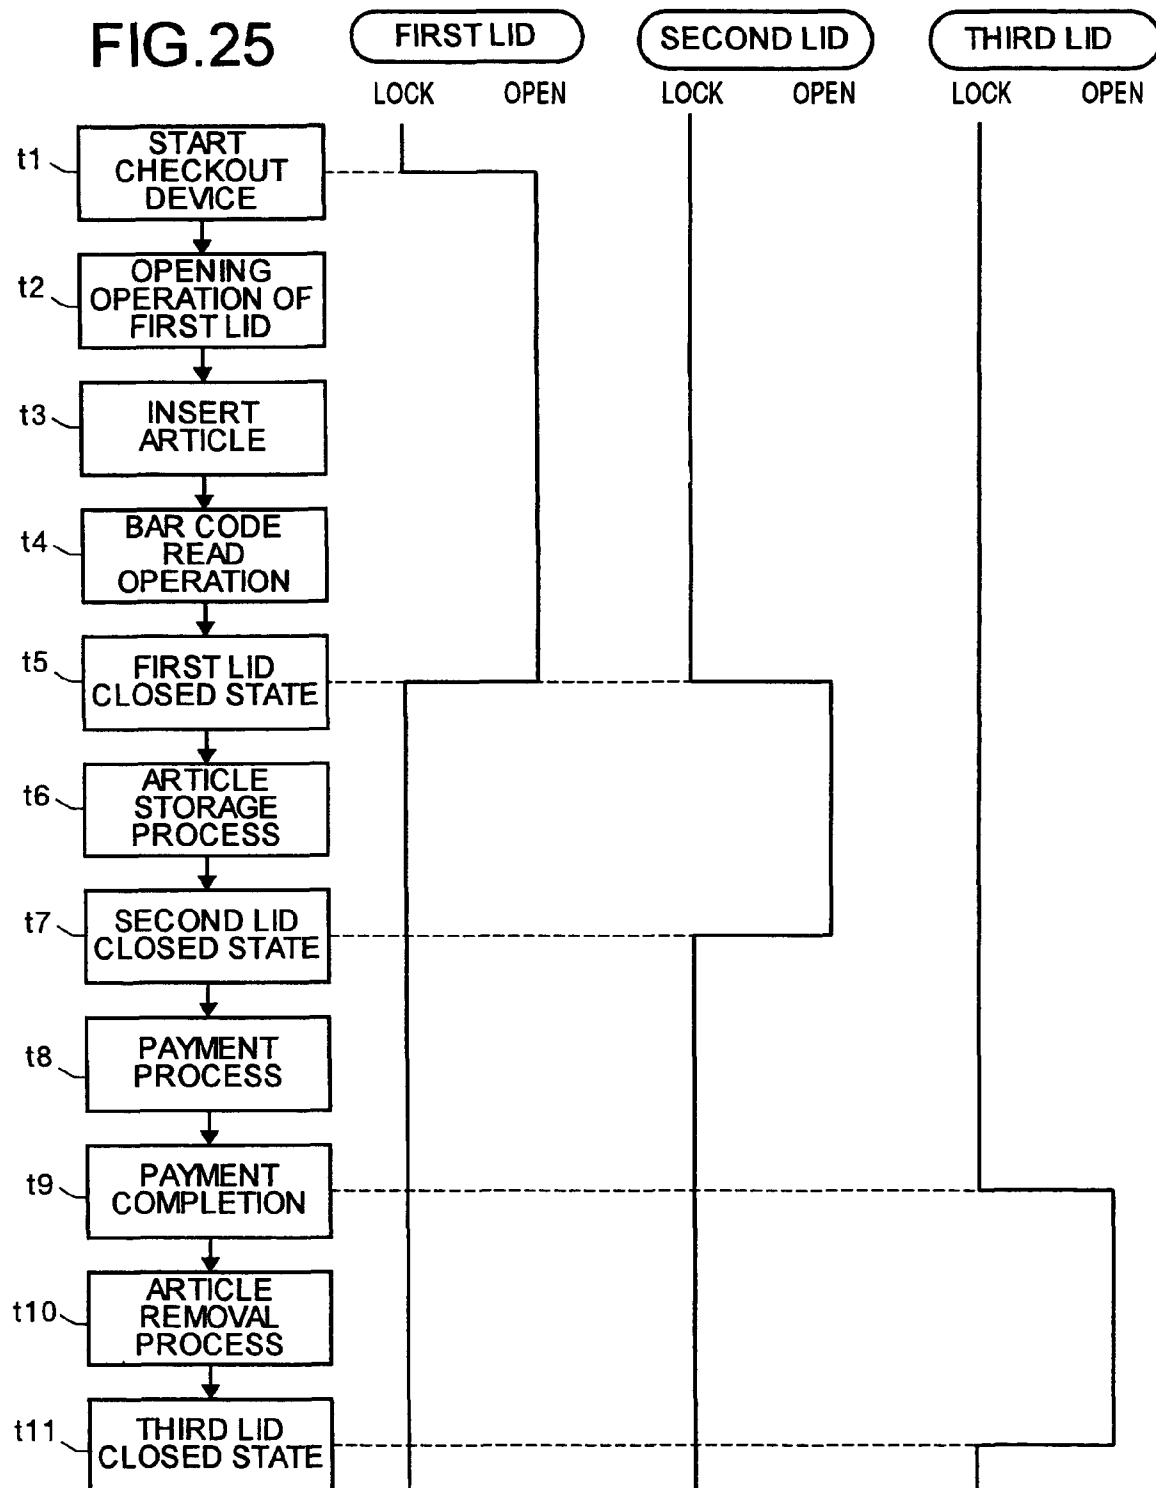 FIG.25
FIRST LID
SECOND LID
THIRD LID
LOCK
OPEN
LOCK
OPEN
LOCK
OPEN
t1
START
CHECKOUT
DEVICE
t2
OPENING
OPERATION OF
FIRST LID
t3
INSERT
ARTICLE
t4
BAR CODE
READ
OPERATION
t5
FIRST LID
CLOSED STATE
t6
ARTICLE
STORAGE
PROCESS
t7
SECOND LID
CLOSED STATE
t8
PAYMENT
PROCESS
t9
PAYMENT
COMPLETION
t10
ARTICLE
REMOVAL
PROCESS
t11
THIRD LID
CLOSED STATE